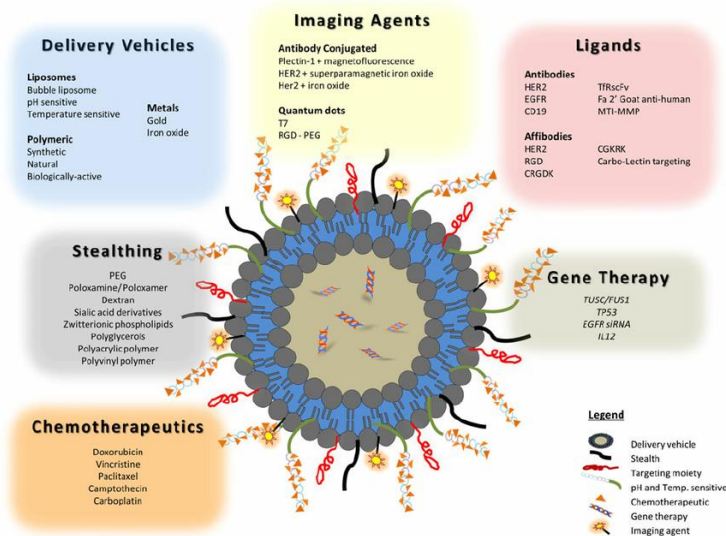 Imaging Agents
Antibody Conjugated
Plectin-1 + magnetofluorescence
HER2 + superparamagnetic iron oxide
Her2 + iron oxide
Quantum dots
T7
RGD - PEG
Delivery Vehicles
Liposomes
Bubble liposome
pH sensitive
Temperature sensitive
Polymeric
Synthetic
Natural
Biologically-active
Metals
Gold
Iron oxide
Ligands
Antibodies
HER2 TfRscFv
EGFR Fa 2' Goat anti-human
CD19 MTI-MMP
Affibodies
HER2 CGKRK
RGD Carbo-Lectin targeting
CRGDK
Stealthing
PEG
Poloxamine/Poloxamer
Dextran
Sialic acid derivatives
Zwitterionic phospholipids
Polyglycerois
Polyacrylic polymer
Polyvinyl polymer
Gene Therapy
TUSC/FUS1
TP53
EGFR siRNA
IL12
Chemotherapeutics
Doxorubicin
Vincristine
Paclitaxel
Camptothecin
Carboplatin
Legend
Delivery vehicle
Stealth
Targeting moiety
pH and Temp. sensitive
Chemotherapeutic
Gene therapy
Imaging agent